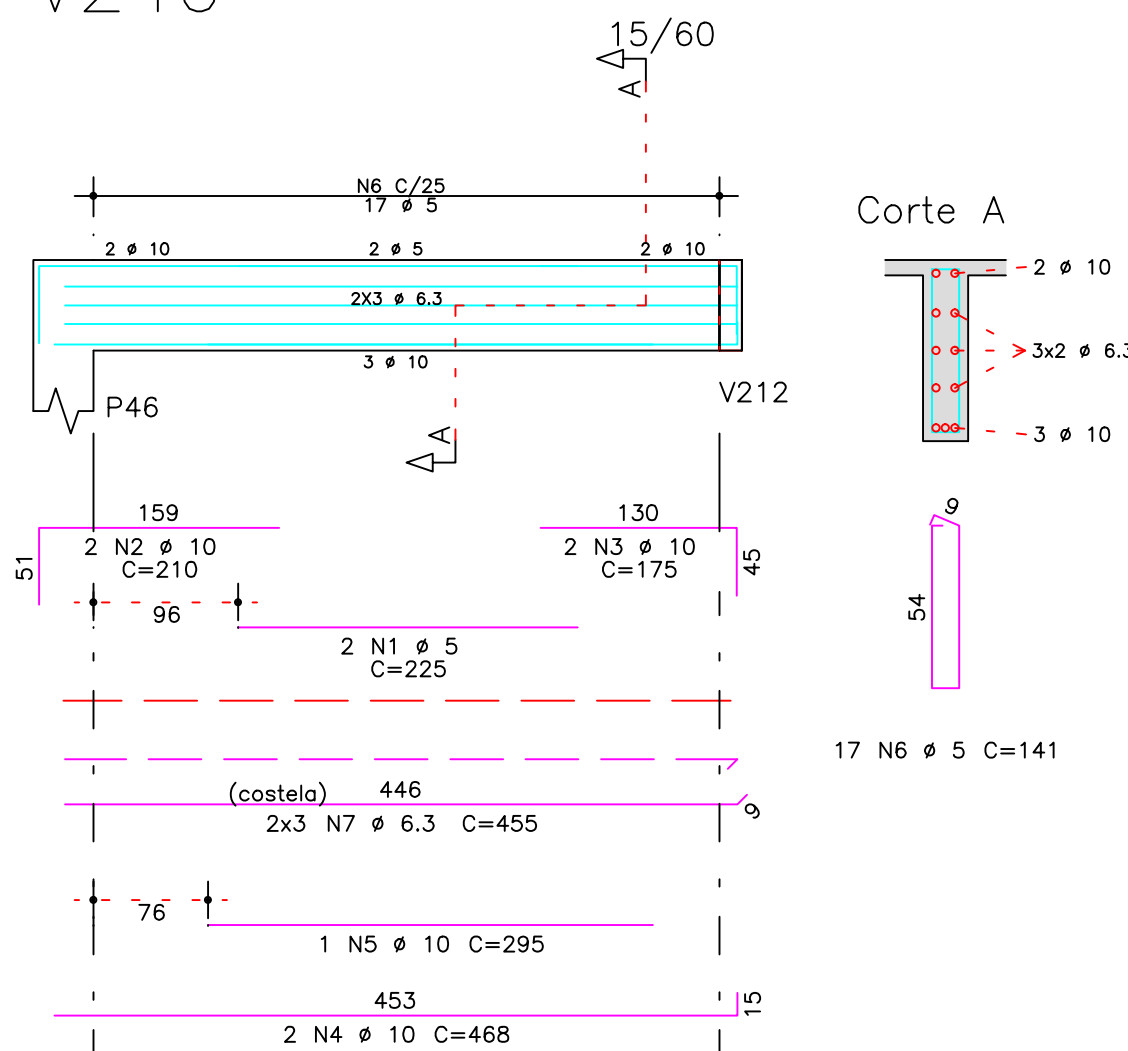 15/60
A
N6 C/25
17 ø 5
Corte A
2 ø 10
2 ø 5
2 ø 10
2 ø 10
2X3 ø 6.3
3x2 ø 6.3
3 ø 10
P46
V212
A
3 ø 10
159
130
9
51
2 N2 ø 10
C=210
2 N3 ø 10
C=175
45
96
54
2 N1 ø 5
C=225
17 N6 ø 5 C=141
(costela) 446
9
2x3 N7 ø 6.3 C=455
76
1 N5 ø 10 C=295
453
15
2 N4 ø 10 C=468